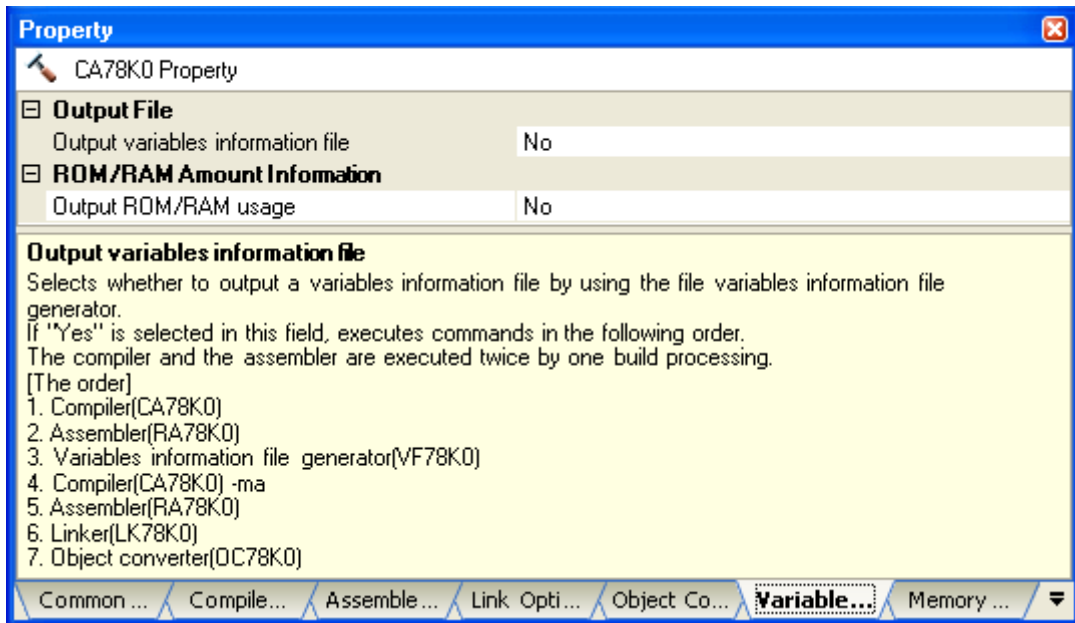 Property
CA78K0 Property
Output File
Output variables information file No
ROM/RAM Amount Information
Output ROM/RAM usage No
Output variables information file
Selects whether to output a variables information file by using the file variables information file
generator.
If "Yes" is selected in this field, executes commands in the following order.
The compiler and the assembler are executed twice by one build processing.
[The order]
1. Compiler(CA78K0)
2. Assembler(RA78K0)
3. Variables information file generator(VF78K0)
4. Compiler(CA78K0) -ma
5. Assembler(RA78K0)
6. Linker(LK78K0)
7. Object converter(OC78K0)
Common ... Compile... Assemble... Link Opti... Object Co... Variable... Memory ...